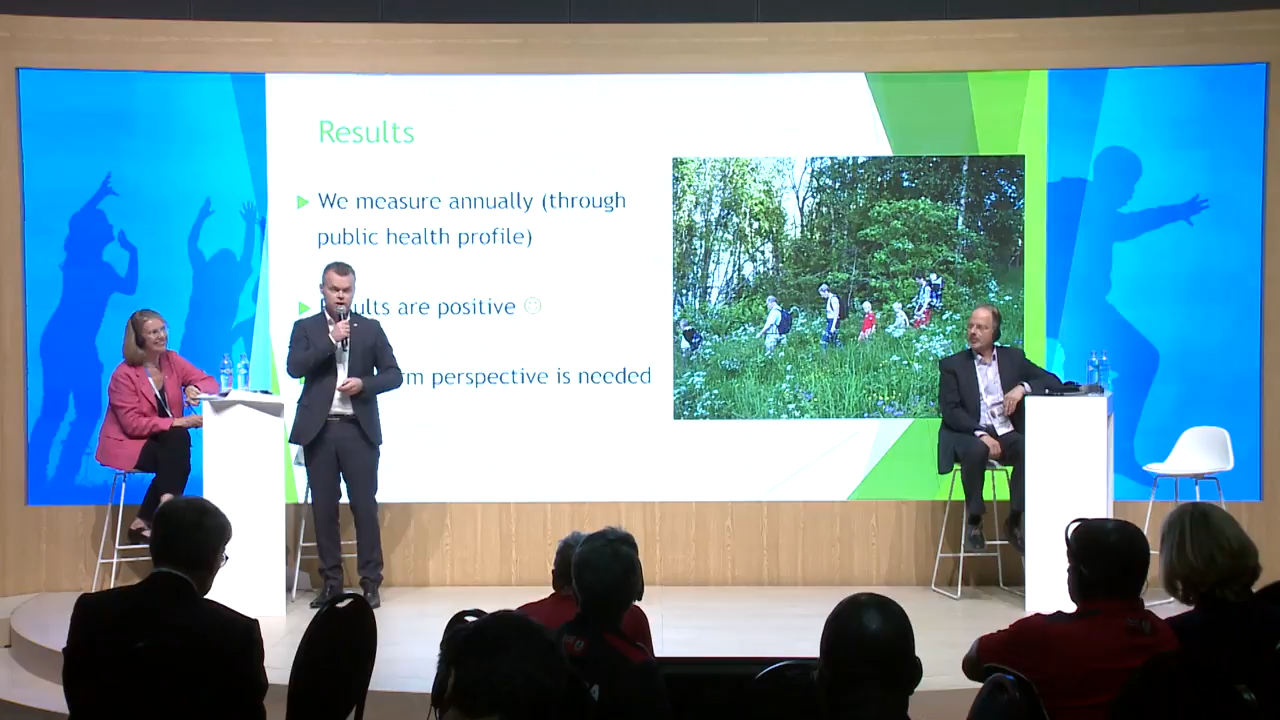 Results
We measure annually (through
public health profile)
are positive ☺
perspective is needed